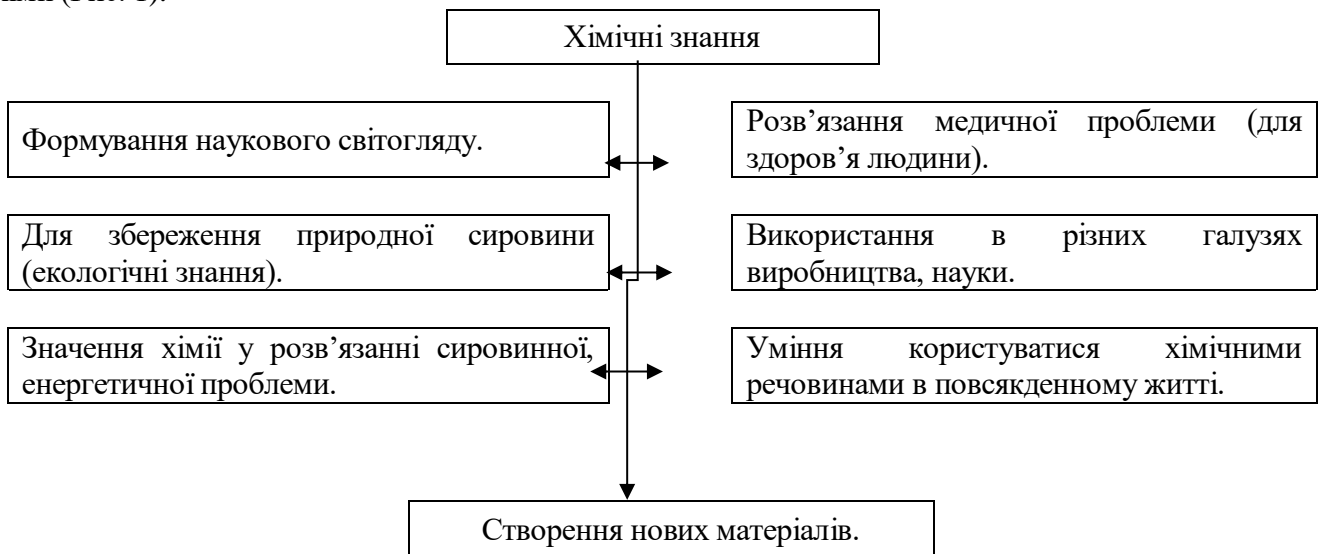 (Рис. 1).
Хімічні знання
Формування наукового світогляду.
Розв’язання медичної проблеми (для
здоров’я людини).
Для збереження природної сировини
(екологічні знання).
Використання в різних галузях
виробництва, науки.
Значення хімії у розв’язанні сировинної,
енергетичної проблеми.
Уміння користуватися хімічними
речовинами в повсякденному житті.
Створення нових матеріалів.